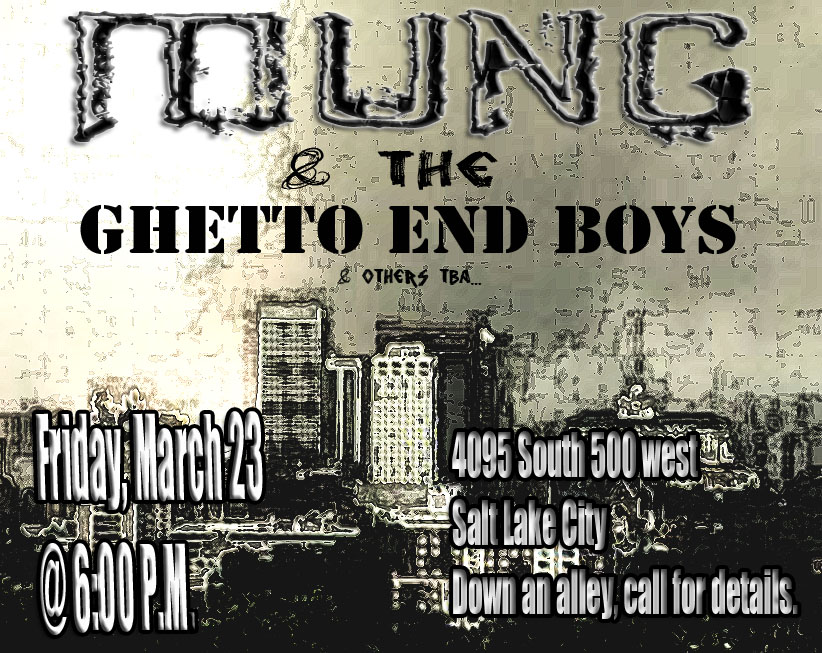 MUNG
& THE
GHETTO END BOYS
& OTHERS TBA...
Friday, March 23
@ 6:00 P.M.
4095 South 500 west
Salt Lake City
Down an alley, call for details.